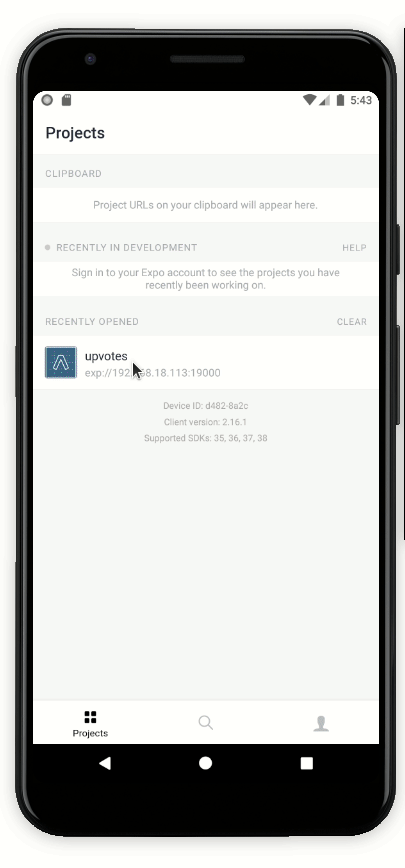 5:43
Projects
CLIPBOARD
Project URLs on your clipboard will appear here.
RECENTLY IN DEVELOPMENT HELP
Sign in to your Expo account to see the projects you have
recently been working on.
RECENTLY OPENED CLEAR
upvotes
exp://192.168.18.113:19000
Device ID: d482-8a2c
Client version: 2.16.1
Supported SDKs: 35, 36, 37, 38
Projects